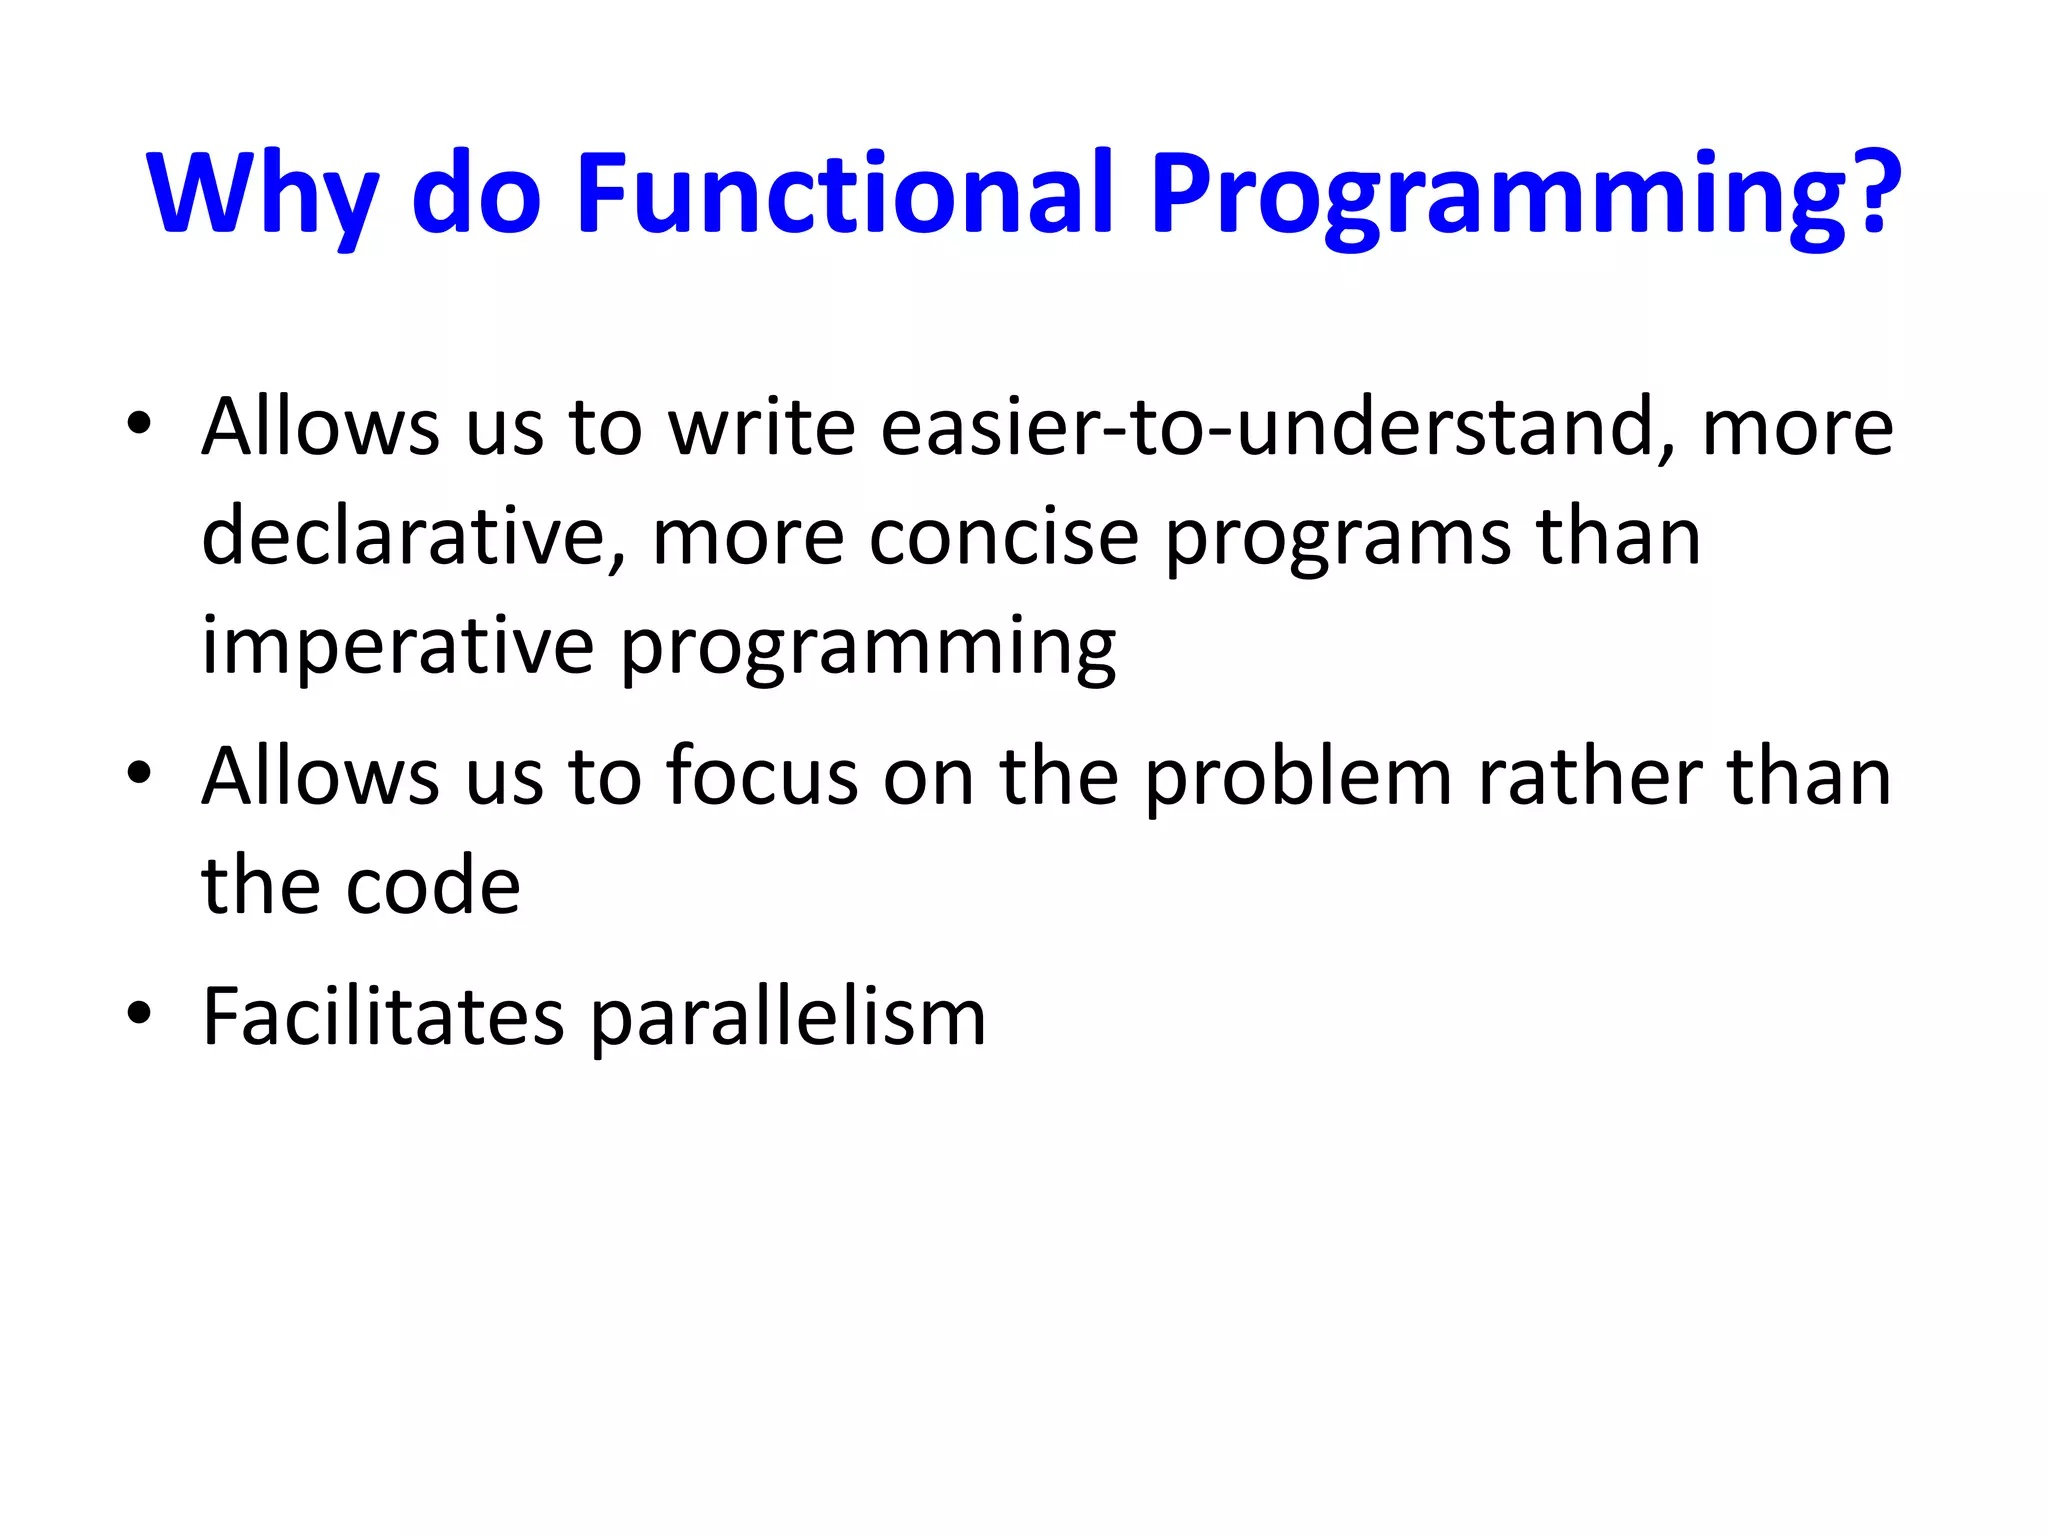 Why do Functional Programming?
• Allows us to write easier-to-understand, more
declarative, more concise programs than
imperative programming
• Allows us to focus on the problem rather than
the code
• Facilitates parallelism